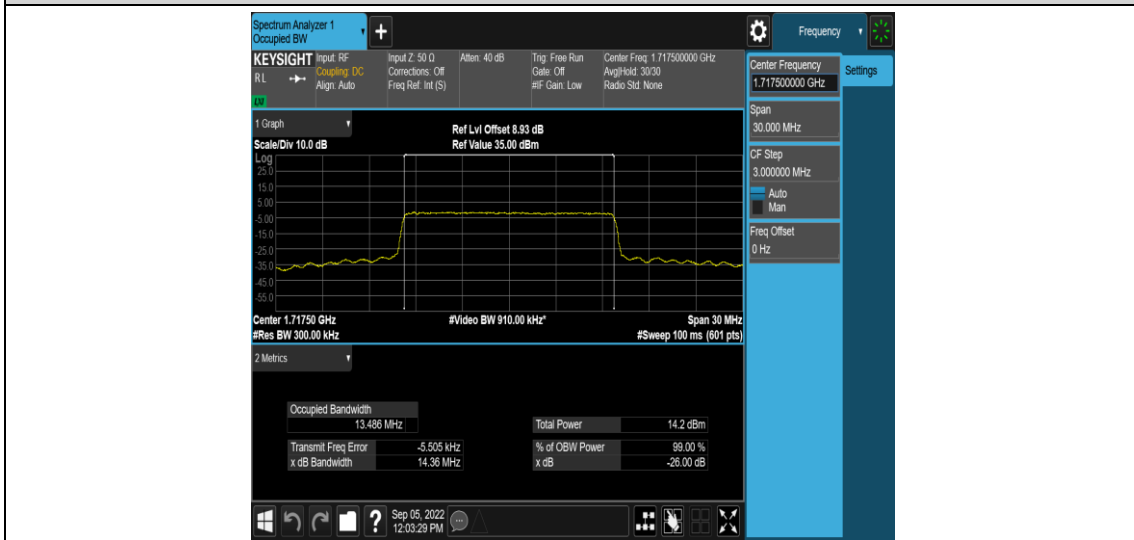 Spectrum Analyzer 1
Occupied BW
+
Frequency
KEYSIGHT
RL
LXI
Input: RF
Coupling: DC
Align: Auto
Input Z: 50 Ω
Corrections: Off
Freq Ref: Int (S)
Atten: 40 dB
Trig: Free Run
Gate: Off
#IF Gain: Low
Center Freq: 1.717500000 GHz
Avg|Hold: 30/30
Radio Std: None
Center Frequency
1.717500000 GHz
Settings
Span
30.000 MHz
CF Step
3.000000 MHz
Auto
Man
Freq Offset
0 Hz
1 Graph
Scale/Div 10.0 dB
Ref Lvl Offset 8.93 dB
Ref Value 35.00 dBm
Log
25.0
15.0
5.00
-5.00
-15.0
-25.0
-35.0
-45.0
-55.0
Center 1.71750 GHz
#Res BW 300.00 kHz
#Video BW 910.00 kHz*
Span 30 MHz
#Sweep 100 ms (601 pts)
2 Metrics
Occupied Bandwidth
13.486 MHz
Total Power 14.2 dBm
Transmit Freq Error -5.505 kHz
% of OBW Power 99.00 %
x dB Bandwidth 14.36 MHz
x dB -26.00 dB
?
Sep 05, 2022
12:03:29 PM